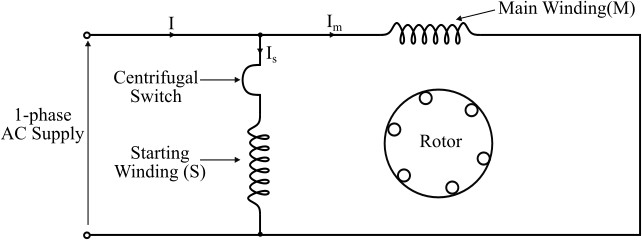 Main Winding(M)
I
Im
Is
Centrifugal
Switch
1-phase
AC Supply
Starting
Winding (S)
Rotor